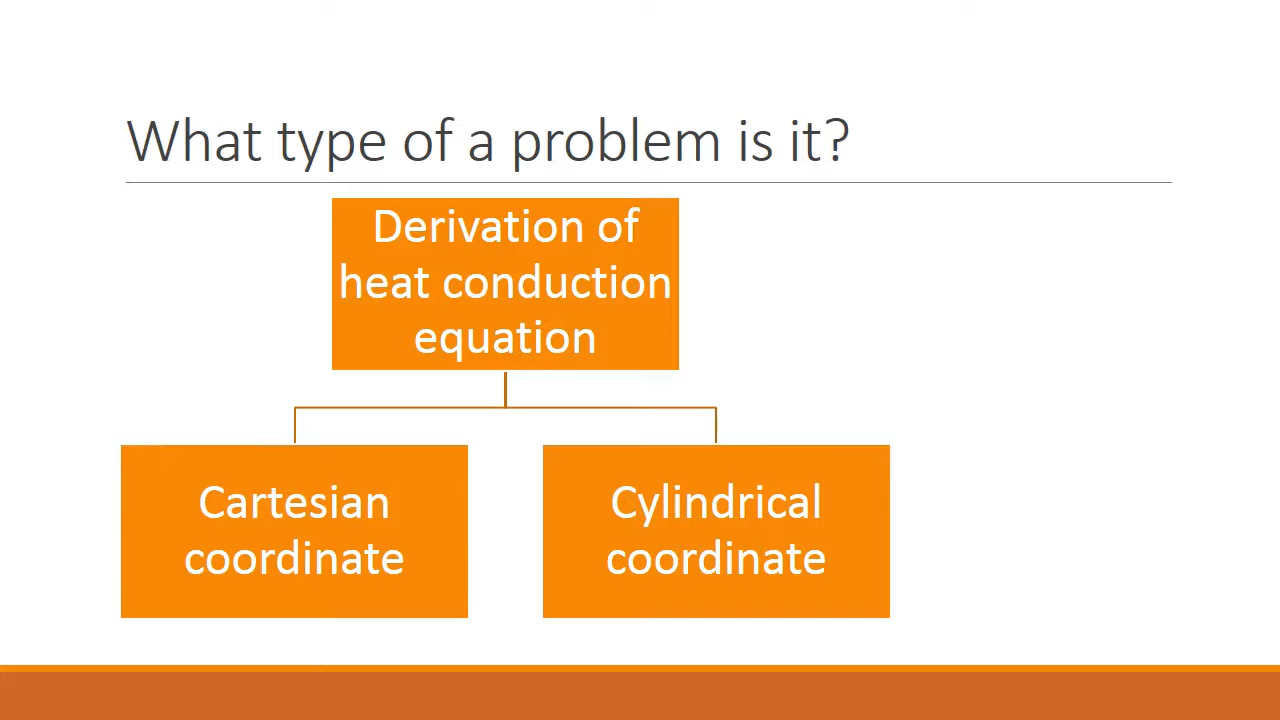 What type of a problem is it?
Derivation of
heat conduction
equation
Cartesian
coordinate
Cylindrical
coordinate